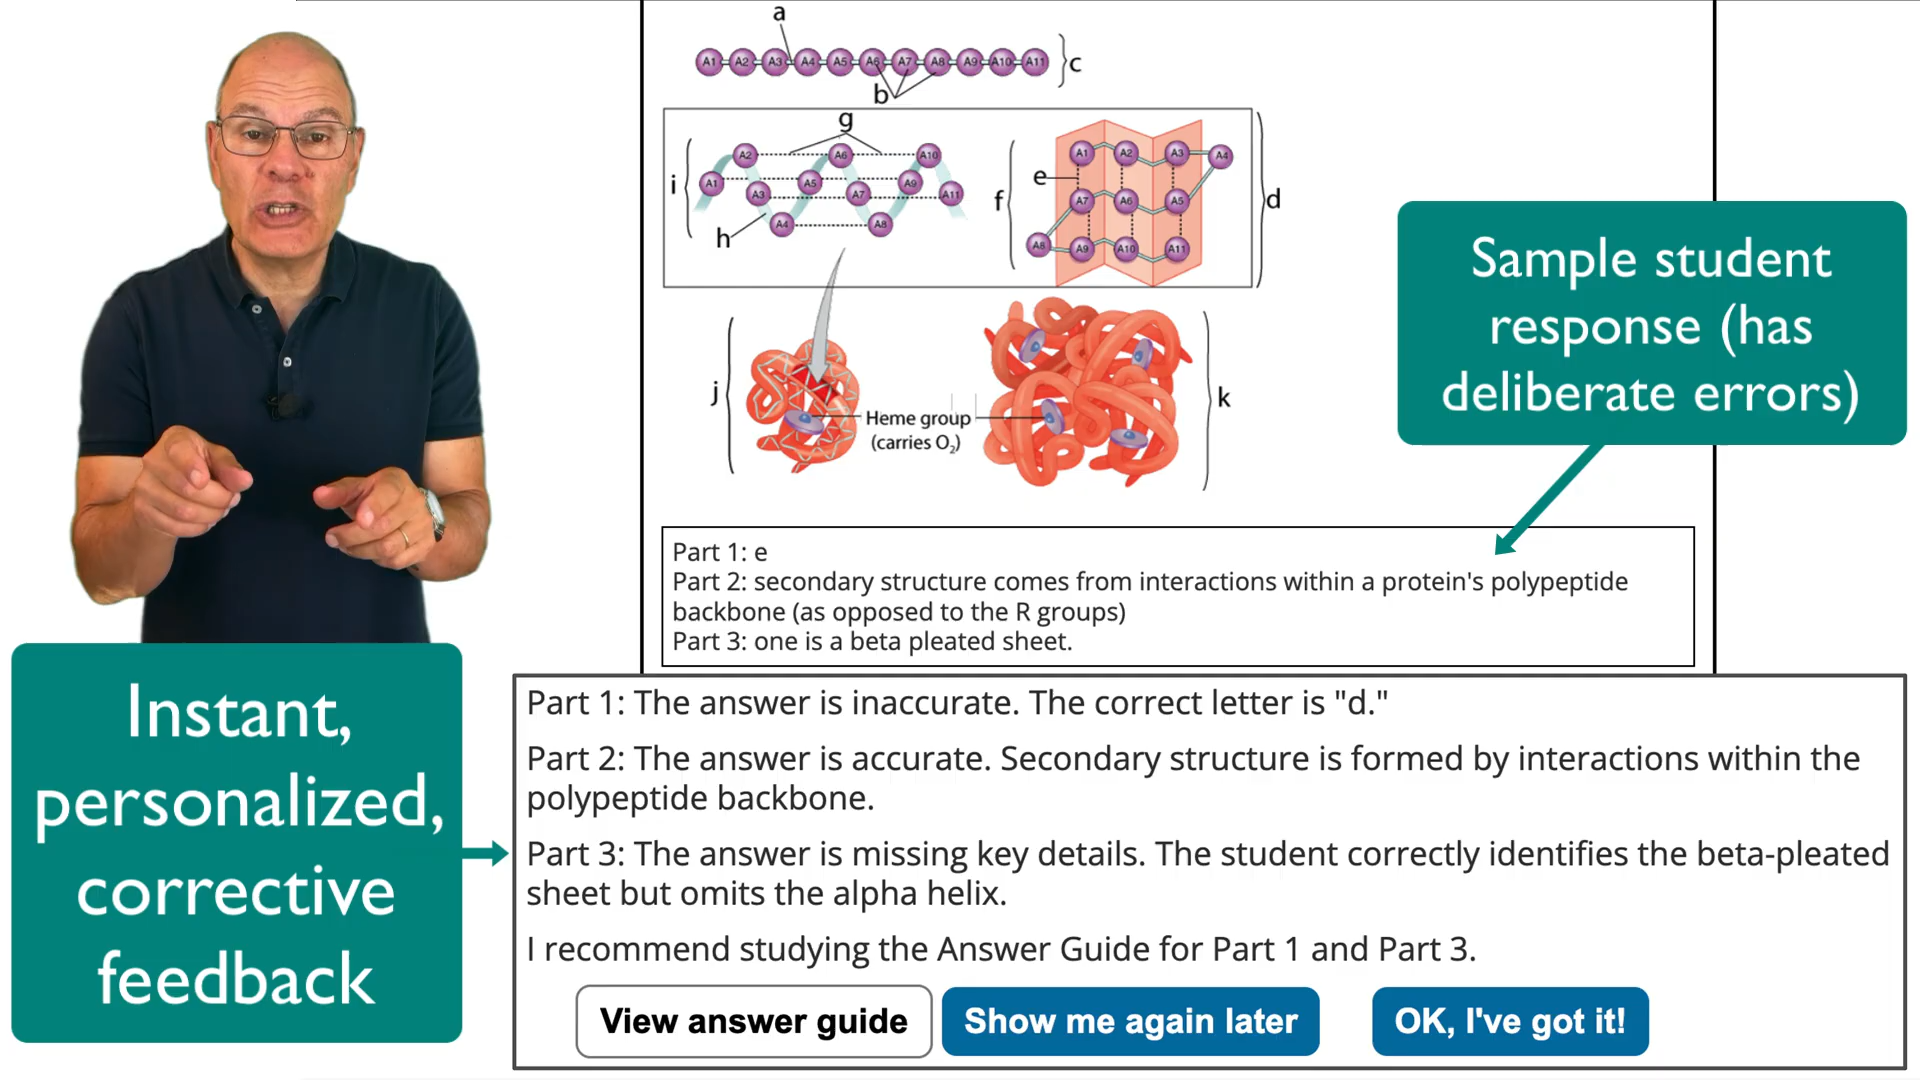 a
A1 A2 A3 A4 A5 A6 A7 A8 A9 A10 A11
c
b
g
i
A2 A6 A10
A1 A5 A9
A3 A7 A11
h
A4 A8
e
f
A1 A2 A3 A4
A7 A6 A5
A8 A9 A10 A11
d
j
Heme group
(carries O₂)
k
Sample student
response (has
deliberate errors)
Part 1: e
Part 2: secondary structure comes from interactions within a protein's polypeptide
backbone (as opposed to the R groups)
Part 3: one is a beta pleated sheet.
Instant,
personalized,
corrective
feedback
Part 1: The answer is inaccurate. The correct letter is "d."
Part 2: The answer is accurate. Secondary structure is formed by interactions within the
polypeptide backbone.
Part 3: The answer is missing key details. The student correctly identifies the beta-pleated
sheet but omits the alpha helix.
I recommend studying the Answer Guide for Part 1 and Part 3.
View answer guide
Show me again later
OK, I've got it!